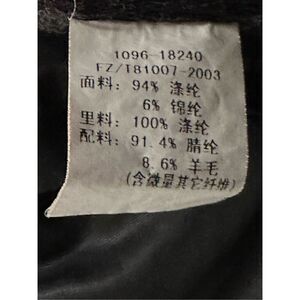 1096-18240
FZ/T81007-2003
面料: 94% 涤纶
6% 锦纶
里料: 100% 涤纶
配料: 91.4% 腈纶
8.6% 羊毛
(含微量其它纤维)